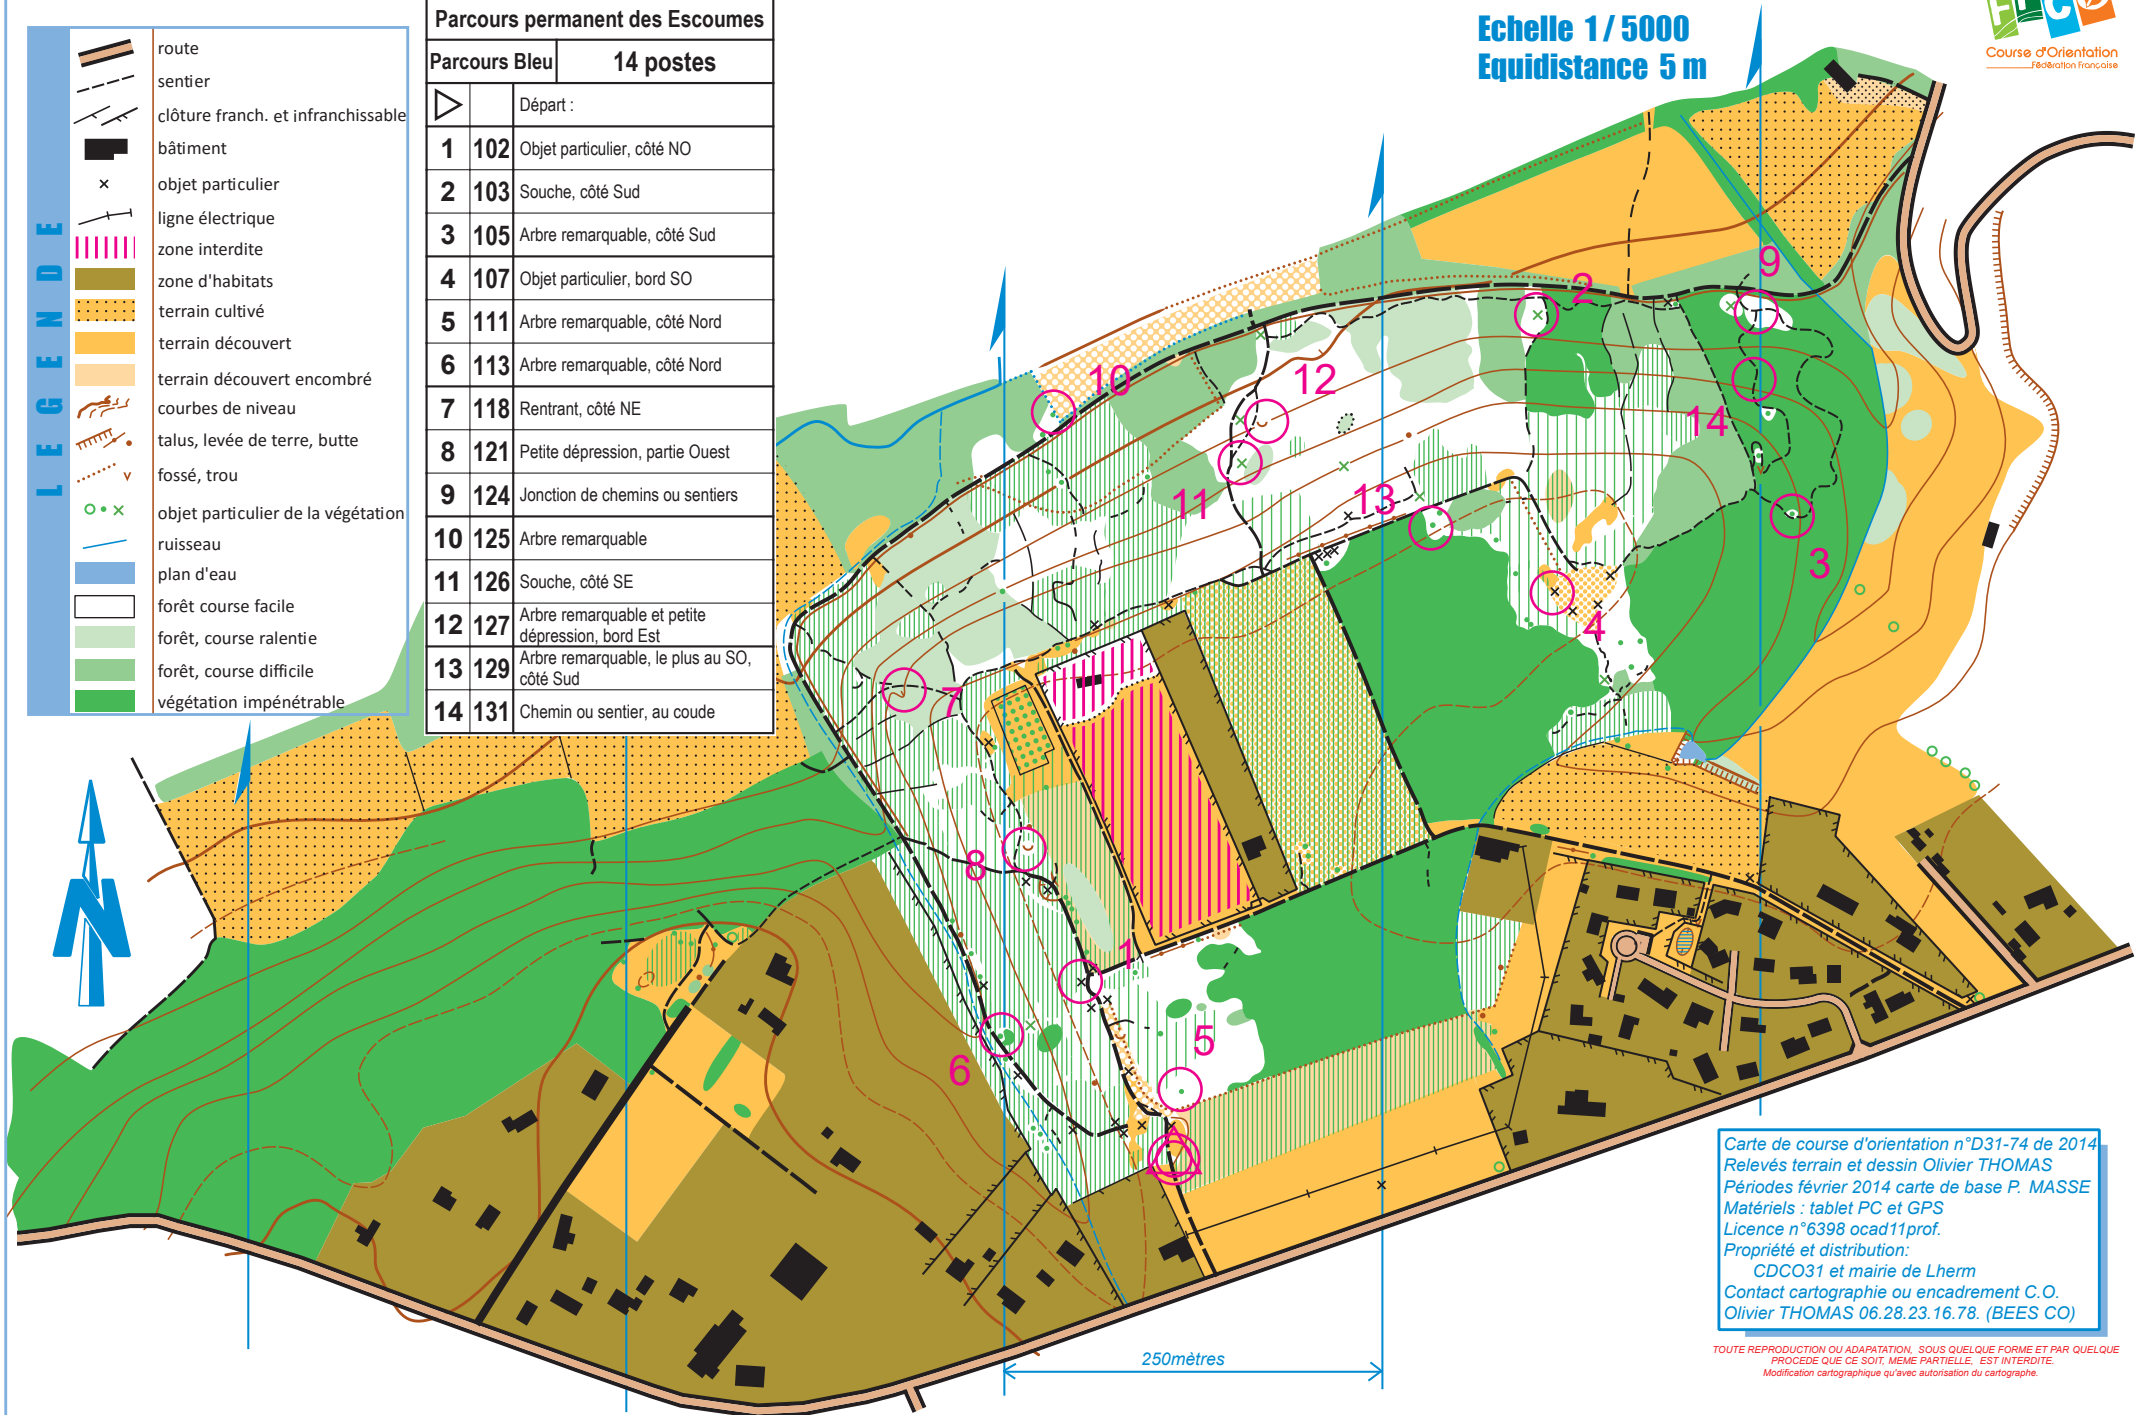 LEGENDE
route
sentier
clôture franch. et infranchissable
bâtiment
objet particulier
ligne électrique
zone interdite
zone d'habitats
terrain cultivé
terrain découvert
terrain découvert encombré
courbes de niveau
talus, levée de terre, butte
fossé, trou
objet particulier de la végétation
ruisseau
plan d'eau
forêt course facile
forêt, course ralentie
forêt, course difficile
végétation impénétrable
Parcours permanent des Escoumes
Parcours Bleu 14 postes
Départ :
1 102 Objet particulier, côté NO
2 103 Souche, côté Sud
3 105 Arbre remarquable, côté Sud
4 107 Objet particulier, bord SO
5 111 Arbre remarquable, côté Nord
6 113 Arbre remarquable, côté Nord
7 118 Rentrant, côté NE
8 121 Petite dépression, partie Ouest
9 124 Jonction de chemins ou sentiers
10 125 Arbre remarquable
11 126 Souche, côté SE
12 127 Arbre remarquable et petite
dépression, bord Est
13 129 Arbre remarquable, le plus au SO,
côté Sud
14 131 Chemin ou sentier, au coude
Echelle 1 / 5000
Equidistance 5 m
Course d'Orientation
Fédération Française
9
2
10
12
14
11
13
3
4
7
8
1
5
6
N
250mètres
Carte de course d'orientation n°D31-74 de 2014
Relevés terrain et dessin Olivier THOMAS
Périodes février 2014 carte de base P. MASSE
Matériels : tablet PC et GPS
Licence n°6398 ocad11prof.
Propriété et distribution:
CDCO31 et mairie de Lherm
Contact cartographie ou encadrement C.O.
Olivier THOMAS 06.28.23.16.78. (BEES CO)
TOUTE REPRODUCTION OU ADAPATATION, SOUS QUELQUE FORME ET PAR QUELQUE
PROCEDE QUE CE SOIT, MEME PARTIELLE, EST INTERDITE.
Modification cartographique qu'avec autorisation du cartographe.